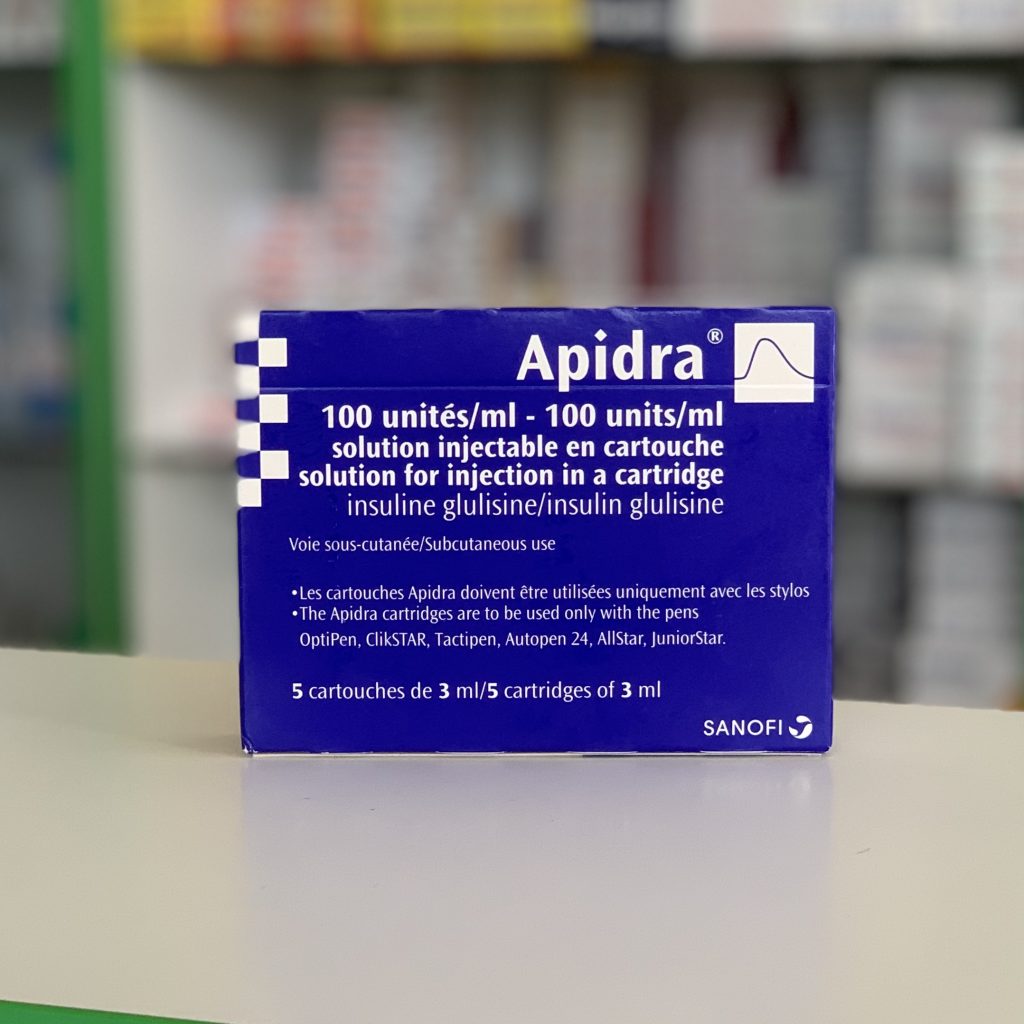 Apidra®
100 unités/ml - 100 units/ml
solution injectable en cartouche
solution for injection in a cartridge
insuline glulisine/insulin glulisine
Voie sous-cutanée/Subcutaneous use
•Les cartouches Apidra doivent être utilisées uniquement avec les stylos
•The Apidra cartridges are to be used only with the pens
OptiPen, ClikSTAR, Tactipen, Autopen 24, AllStar, JuniorStar.
5 cartouches de 3 ml/5 cartridges of 3 ml
SANOFI